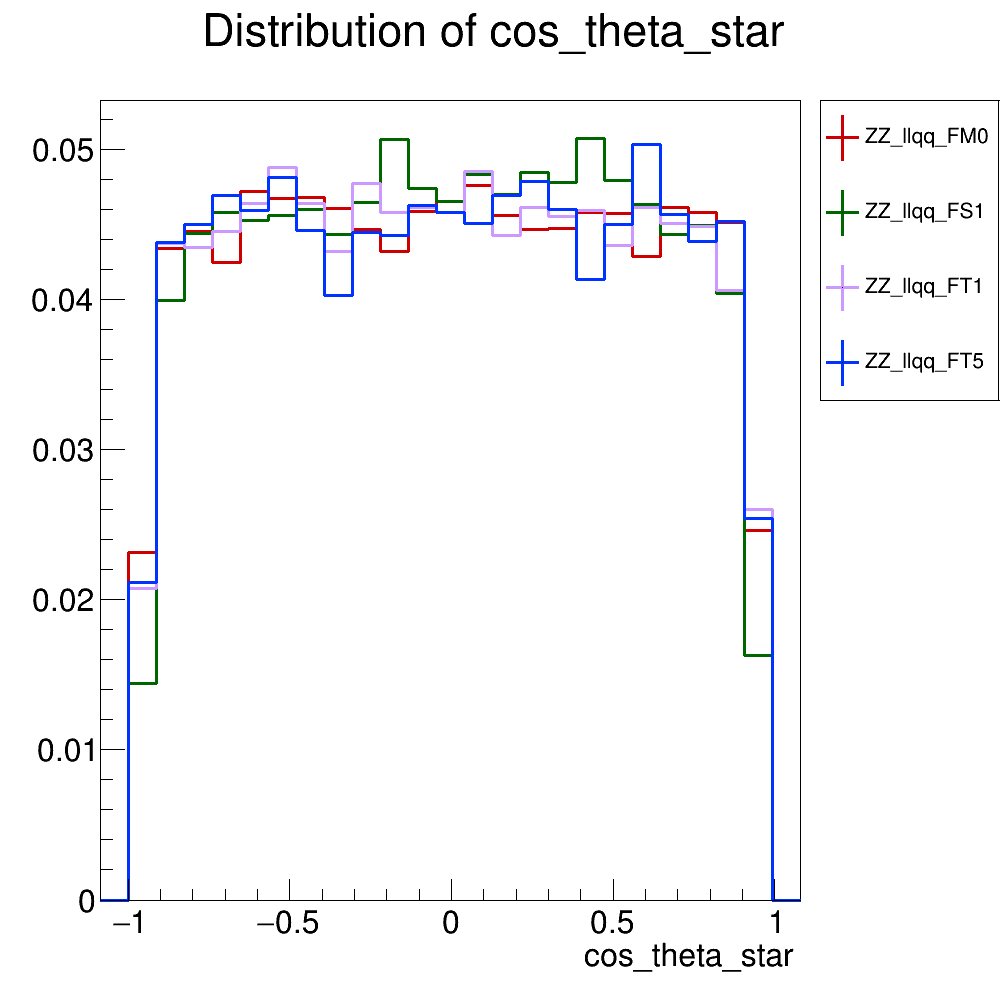 Distribution of cos_theta_star
0.05
0.04
0.03
0.02
0.01
0
−1
−0.5
0
0.5
1
cos_theta_star
ZZ_llqq_FM0
ZZ_llqq_FS1
ZZ_llqq_FT1
ZZ_llqq_FT5